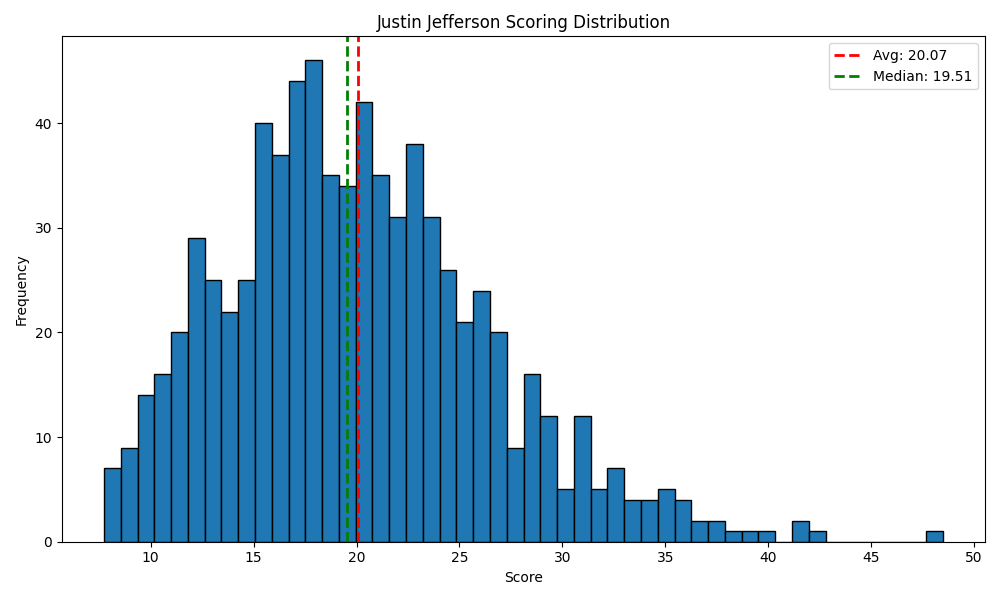 Justin Jefferson Scoring Distribution
Avg: 20.07
Median: 19.51
Frequency
40
30
20
10
0
10 15 20 25 30 35 40 45 50
Score